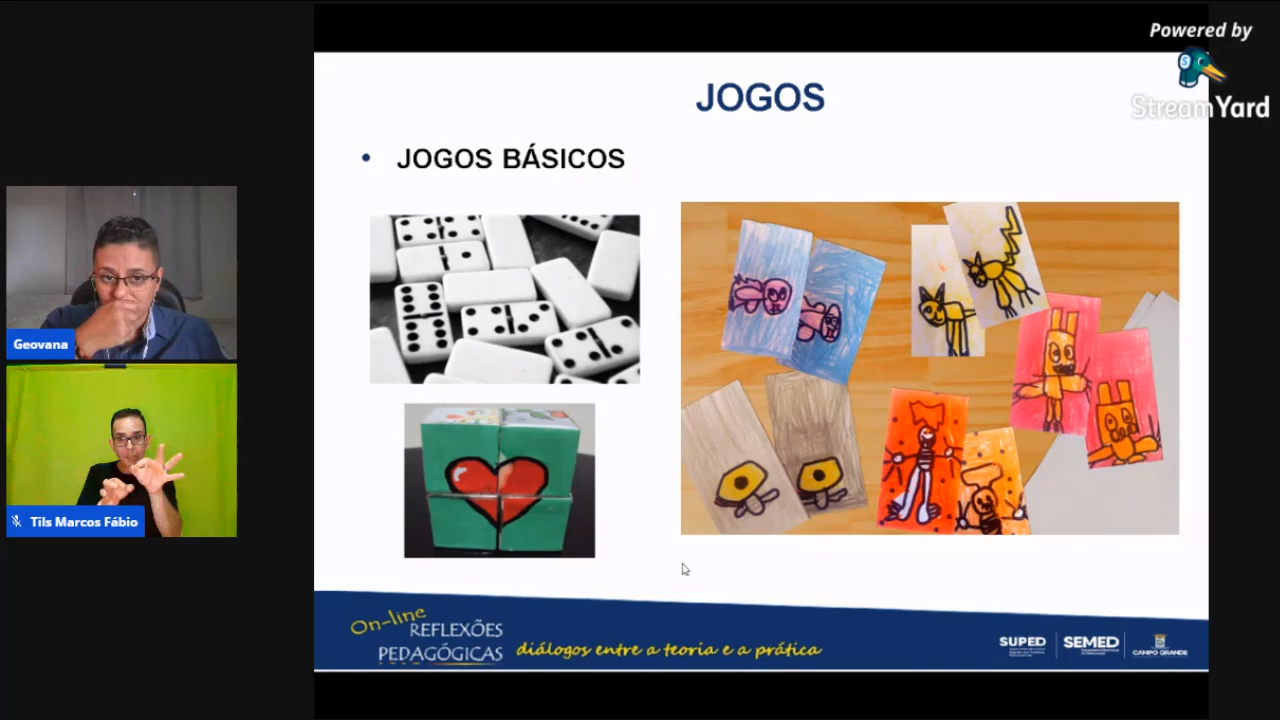 Powered by
StreamYard
JOGOS
• JOGOS BÁSICOS
Geovana
Tils Marcos Fábio
On-line
REFLEXÕES
PEDAGÓGICAS
diálogos entre a teoria e a prática
SUPED
SEMED
CAMPO GRANDE